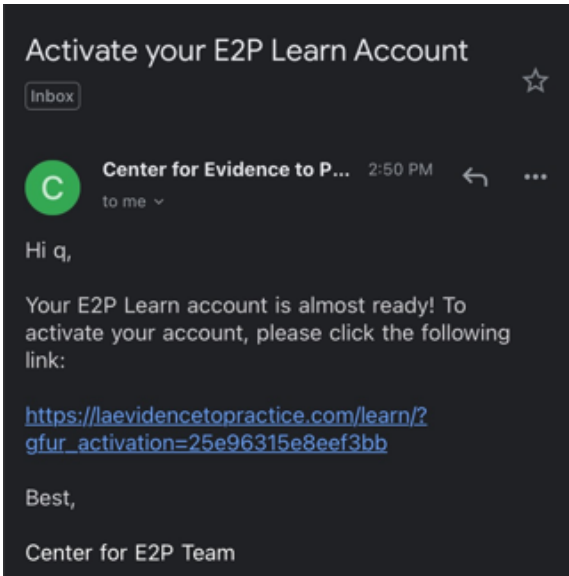 Activate your E2P Learn Account
Inbox
C
Center for Evidence to P... 2:50 PM
to me
Hi q,
Your E2P Learn account is almost ready! To
activate your account, please click the following
link:
https://laevidencetopractice.com/learn/?
gfur_activation=25e96315e8eef3bb
Best,
Center for E2P Team